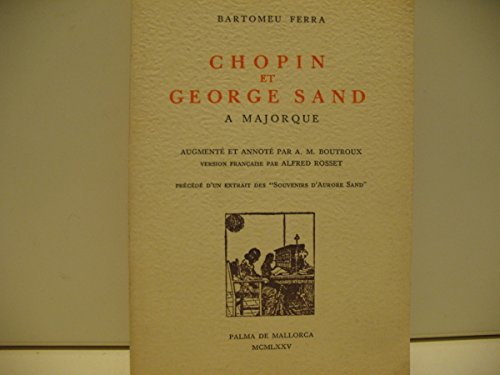 BARTOMEU FERRA
CHOPIN
ET
GEORGE SAND
A MAJORQUE
AUGMENTÉ ET ANNOTÉ PAR A. M. BOUTROUX
VERSION FRANÇAISE PAR ALFRED ROSSET
PRÉCÉDÉ D'UN EXTRAIT DES "SOUVENIRS D'AURORE SAND"
PALMA DE MALLORCA
MCMLXXV